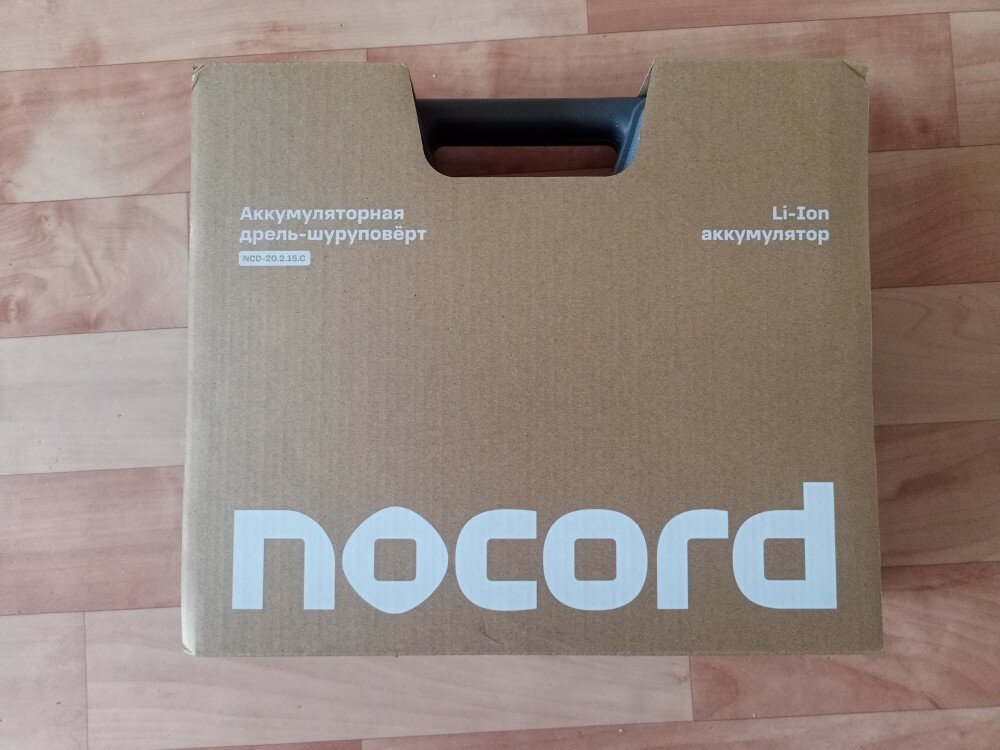 Аккумуляторная
дрель-шуруповёрт
NCD-20.2.15.C
Li-Ion
аккумулятор
nocord